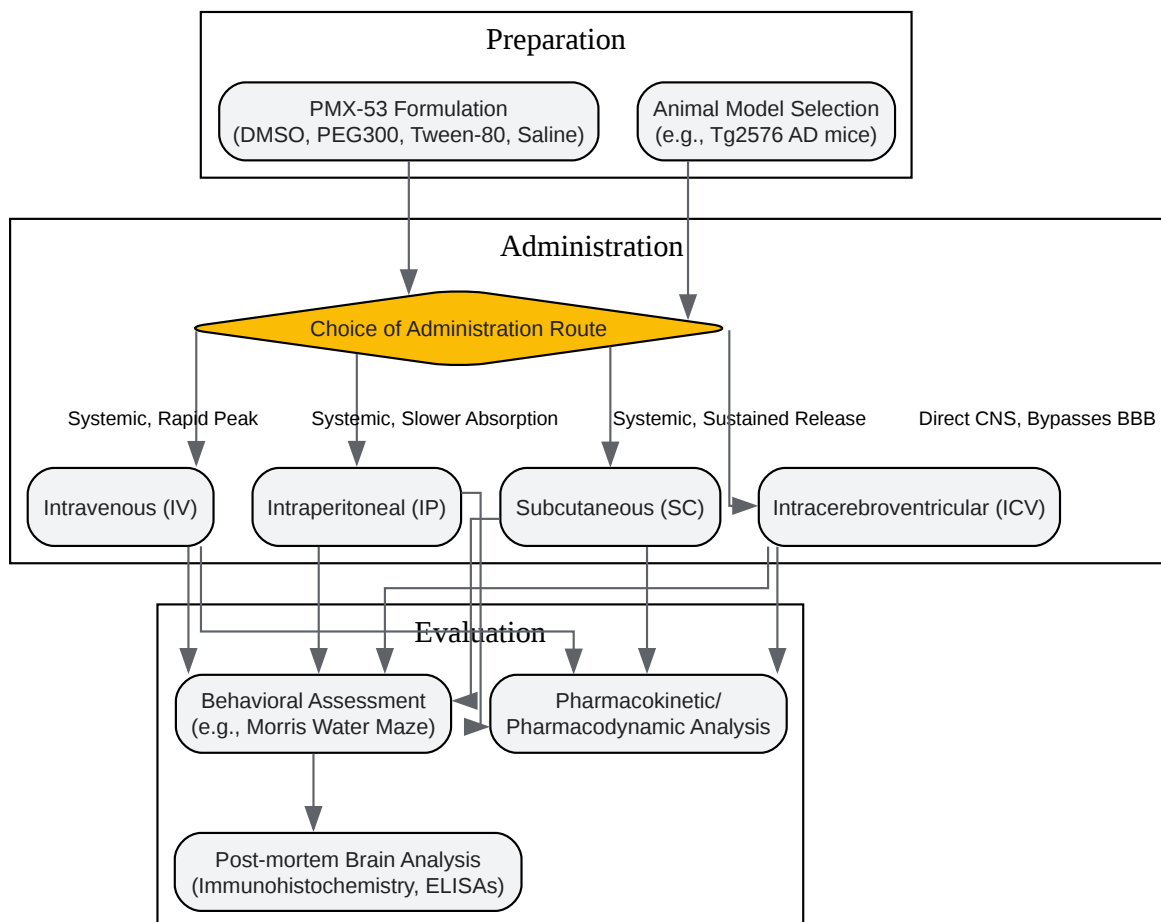 Preparation
PMX-53 Formulation
(DMSO, PEG300, Tween-80, Saline)
Animal Model Selection
(e.g., Tg2576 AD mice)
Administration
Choice of Administration Route
Systemic, Rapid Peak
Systemic, Slower Absorption
Systemic, Sustained Release
Direct CNS, Bypasses BBB
Intravenous (IV)
Intraperitoneal (IP)
Subcutaneous (SC)
Intracerebroventricular (ICV)
Evaluation
Behavioral Assessment
(e.g., Morris Water Maze)
Pharmacokinetic/
Pharmacodynamic Analysis
Post-mortem Brain Analysis
(Immunohistochemistry, ELISAs)